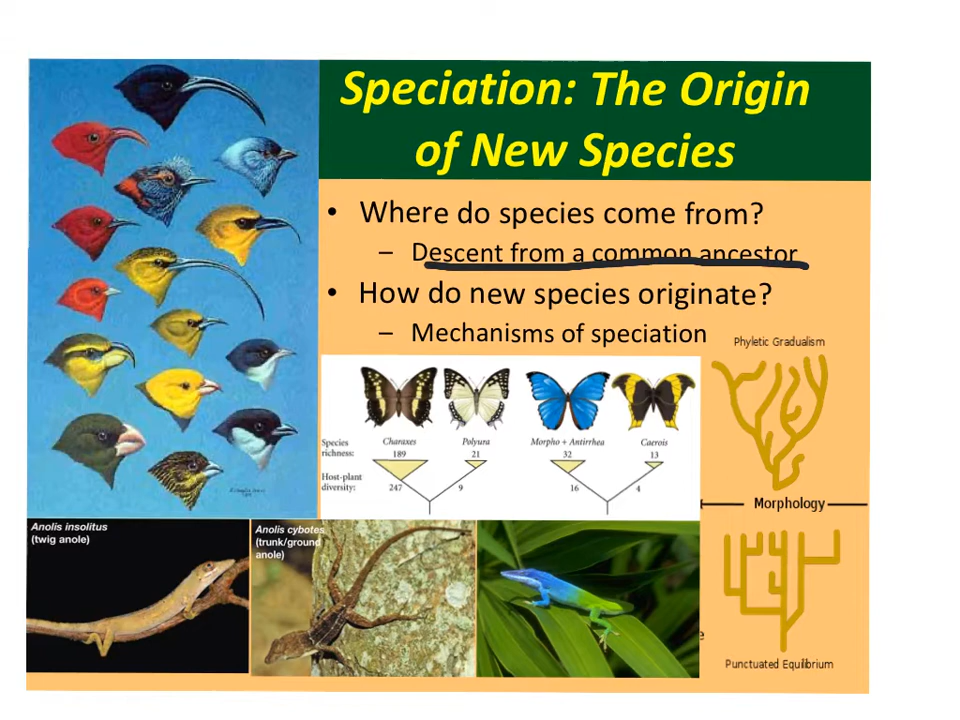 Speciation: The Origin
of New Species
• Where do species come from?
– Descent from a common ancestor
• How do new species originate?
– Mechanisms of speciation
Phyletic Gradualism
Species
richness:
Charaxes
189
Polyura
21
Morpho + Antirrhea
32
Caerois
13
Host-plant
diversity:
247
9
16
4
Morphology
Anolis insolitus
(twig anole)
Anolis cybotes
(trunk/ground
anole)
e
Punctuated Equilibrium